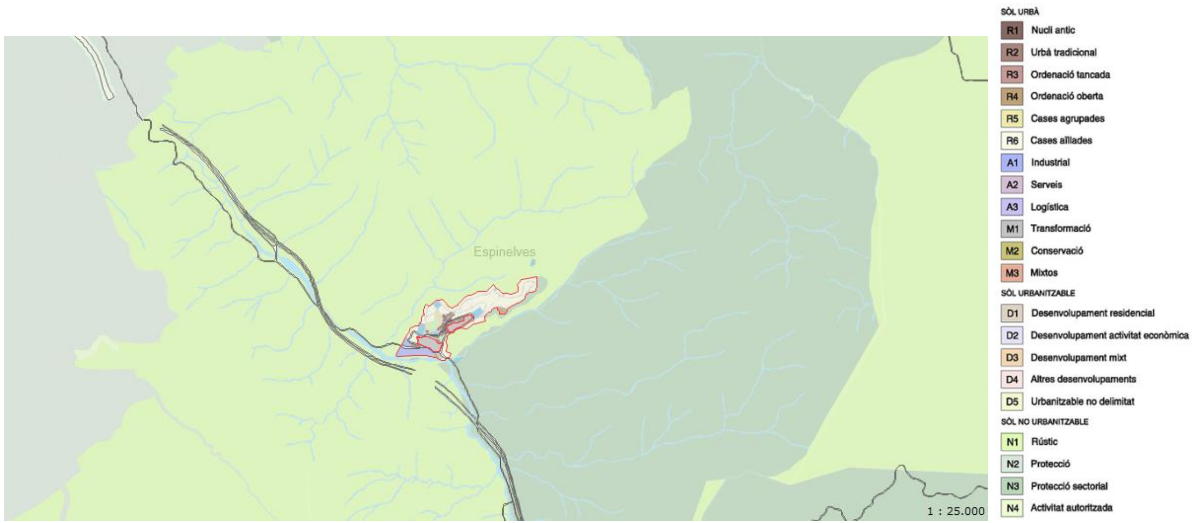 Espinelves
1 : 25.000
SÒL URBÀ
R1 Nucli antic
R2 Urbà tradicional
R3 Ordenació tancada
R4 Ordenació oberta
R5 Cases agrupades
R6 Cases aïllades
A1 Industrial
A2 Serveis
A3 Logística
M1 Transformació
M2 Conservació
M3 Mixtos
SÒL URBANITZABLE
D1 Desenvolupament residencial
D2 Desenvolupament activitat econòmica
D3 Desenvolupament mixt
D4 Altres desenvolupaments
D5 Urbanitzable no delimitat
SÒL NO URBANITZABLE
N1 Rústic
N2 Protecció
N3 Protecció sectorial
N4 Activitat autoritzada